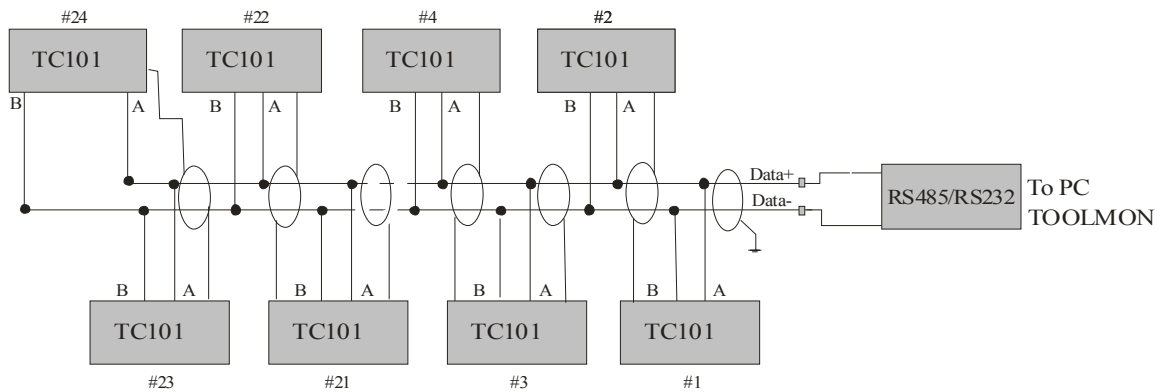 #24 #22 #4 #2
TC101 TC101 TC101 TC101
B A B A B A B A
Data+
Data-
RS485/RS232
To PC
TOOLMON
B A B A B A B A
TC101 TC101 TC101 TC101
#23 #21 #3 #1